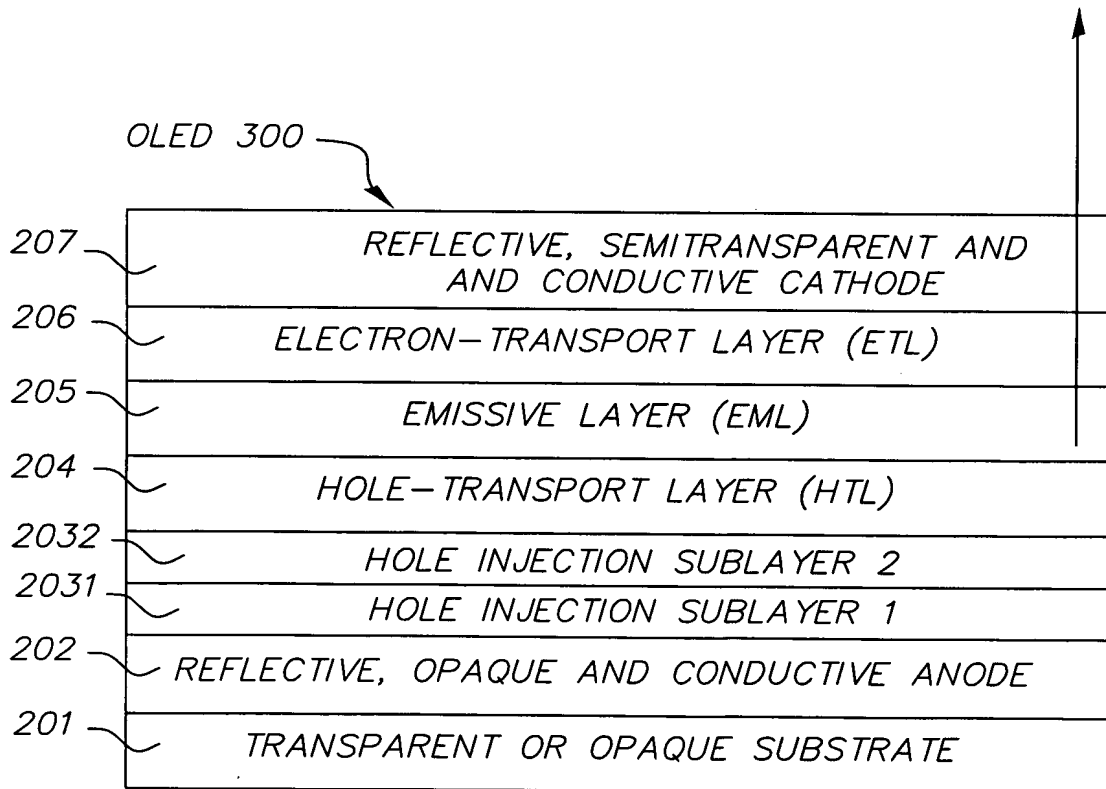 OLED 300
207
REFLECTIVE, SEMITRANSPARENT AND
AND CONDUCTIVE CATHODE
206
ELECTRON-TRANSPORT LAYER (ETL)
205
EMISSIVE LAYER (EML)
204
HOLE-TRANSPORT LAYER (HTL)
2032
HOLE INJECTION SUBLAYER 2
2031
HOLE INJECTION SUBLAYER 1
202
REFLECTIVE, OPAQUE AND CONDUCTIVE ANODE
201
TRANSPARENT OR OPAQUE SUBSTRATE